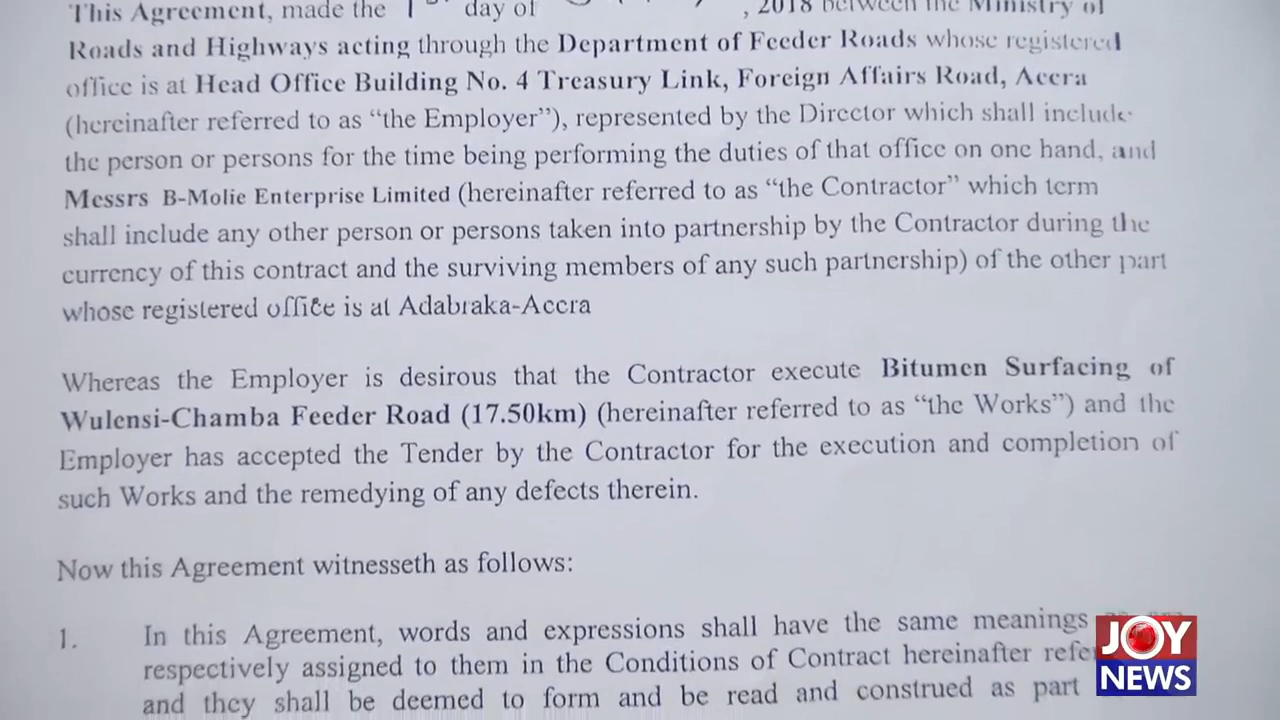 This Agreement, made the 1st day of , 2018 between the Ministry of
Roads and Highways acting through the Department of Feeder Roads whose registered
office is at Head Office Building No. 4 Treasury Link, Foreign Affairs Road, Accra
(hereinafter referred to as “the Employer”), represented by the Director which shall include
the person or persons for the time being performing the duties of that office on one hand, and
Messrs B-Molie Enterprise Limited (hereinafter referred to as “the Contractor” which term
shall include any other person or persons taken into partnership by the Contractor during the
currency of this contract and the surviving members of any such partnership) of the other part
whose registered office is at Adabraka-Accra
Whereas the Employer is desirous that the Contractor execute Bitumen Surfacing of
Wulensi-Chamba Feeder Road (17.50km) (hereinafter referred to as “the Works”) and the
Employer has accepted the Tender by the Contractor for the execution and completion of
such Works and the remedying of any defects therein.
Now this Agreement witnesseth as follows:
1. In this Agreement, words and expressions shall have the same meanings
respectively assigned to them in the Conditions of Contract hereinafter
and they shall be deemed to form and be read and construed as part
JOY
NEWS